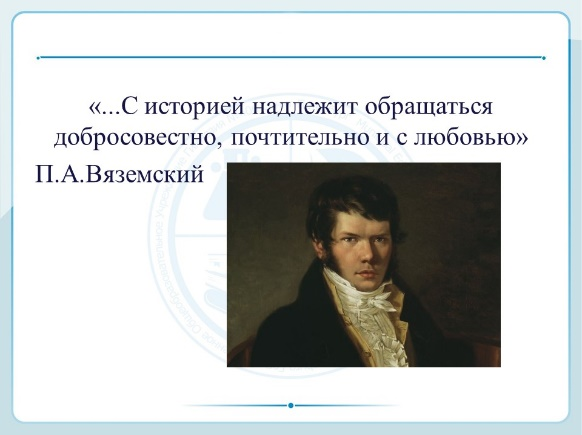 «...С историей надлежит обращаться
добросовестно, почтительно и с любовью»
П.А.Вяземский